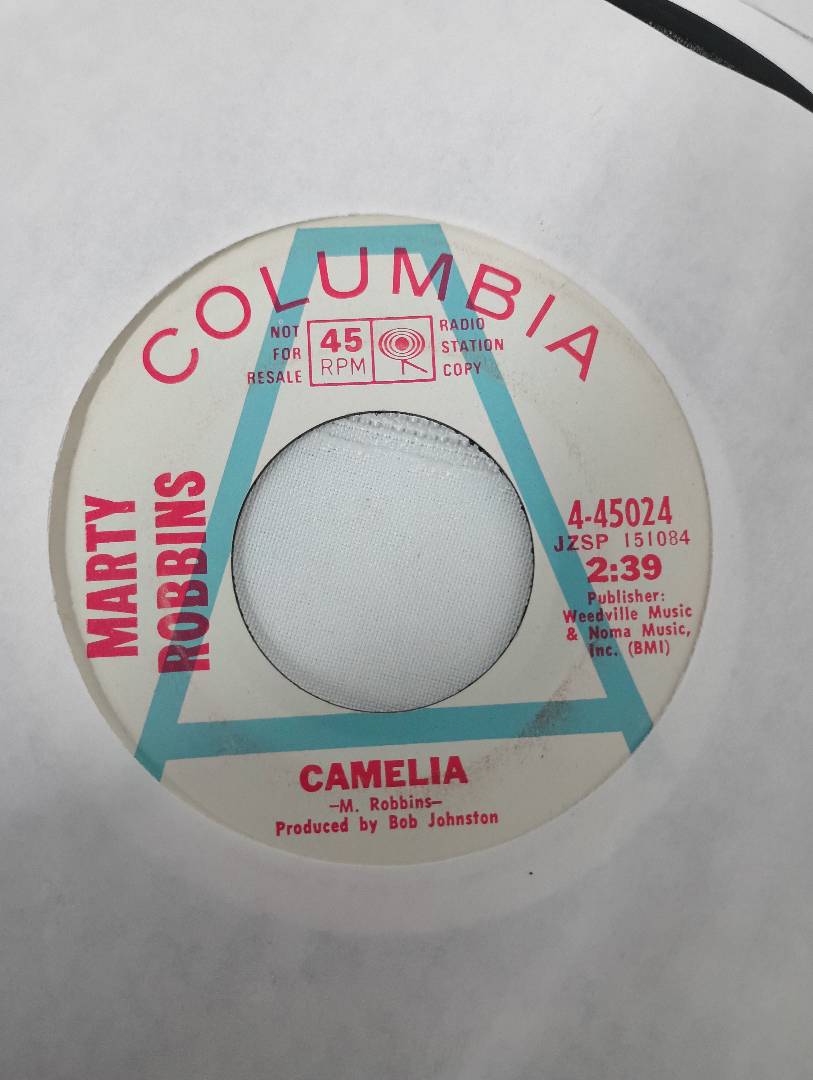 COLUMBIA
NOT
FOR
RESALE
45
RPM
RADIO
STATION
COPY
MARTY
ROBBINS
4-45024
JZSP 151084
2:39
Publisher:
Weedville Music
& Noma Music,
Inc. (BMI)
CAMELIA
–M. Robbins–
Produced by Bob Johnston